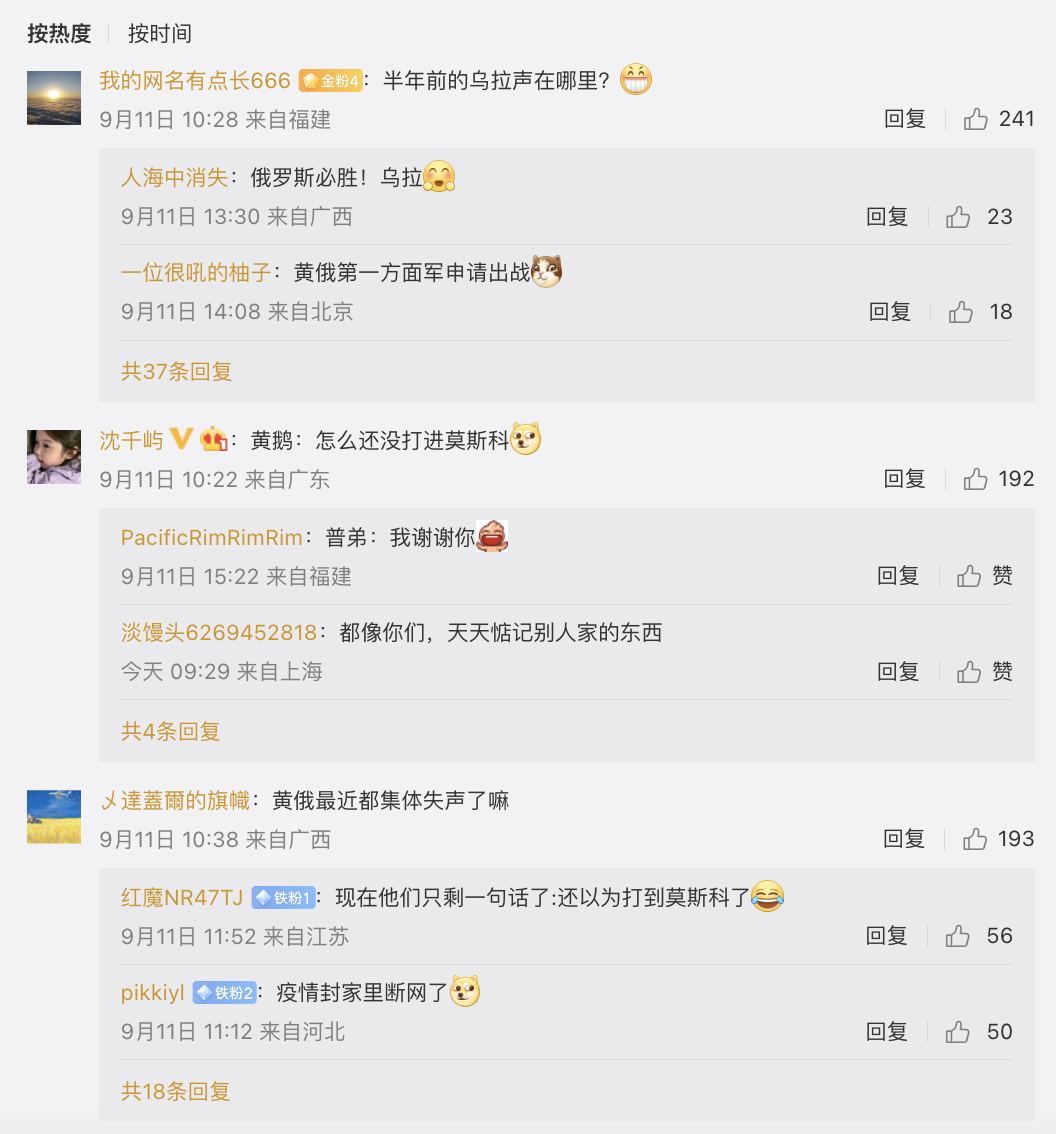 按热度 按时间
我的网名有点长666 金粉4：半年前的乌拉声在哪里？
9月11日 10:28 来自福建 回复 241
人海中消失：俄罗斯必胜！乌拉
9月11日 13:30 来自广西 回复 23
一位很吼的柚子：黄俄第一方面军申请出战
9月11日 14:08 来自北京 回复 18
共37条回复
沈千屿 V：黄鹅：怎么还没打进莫斯科
9月11日 10:22 来自广东 回复 192
PacificRimRimRim：普弟：我谢谢你
9月11日 15:22 来自福建 回复 赞
淡馒头6269452818：都像你们，天天惦记别人家的东西
今天 09:29 来自上海 回复 赞
共4条回复
乄達蓋爾的旗幟：黄俄最近都集体失声了嘛
9月11日 10:38 来自广西 回复 193
红魔NR47TJ 铁粉1：现在他们只剩一句话了:还以为打到莫斯科了
9月11日 11:52 来自江苏 回复 56
pikkiyl 铁粉2：疫情封家里断网了
9月11日 11:12 来自河北 回复 50
共18条回复